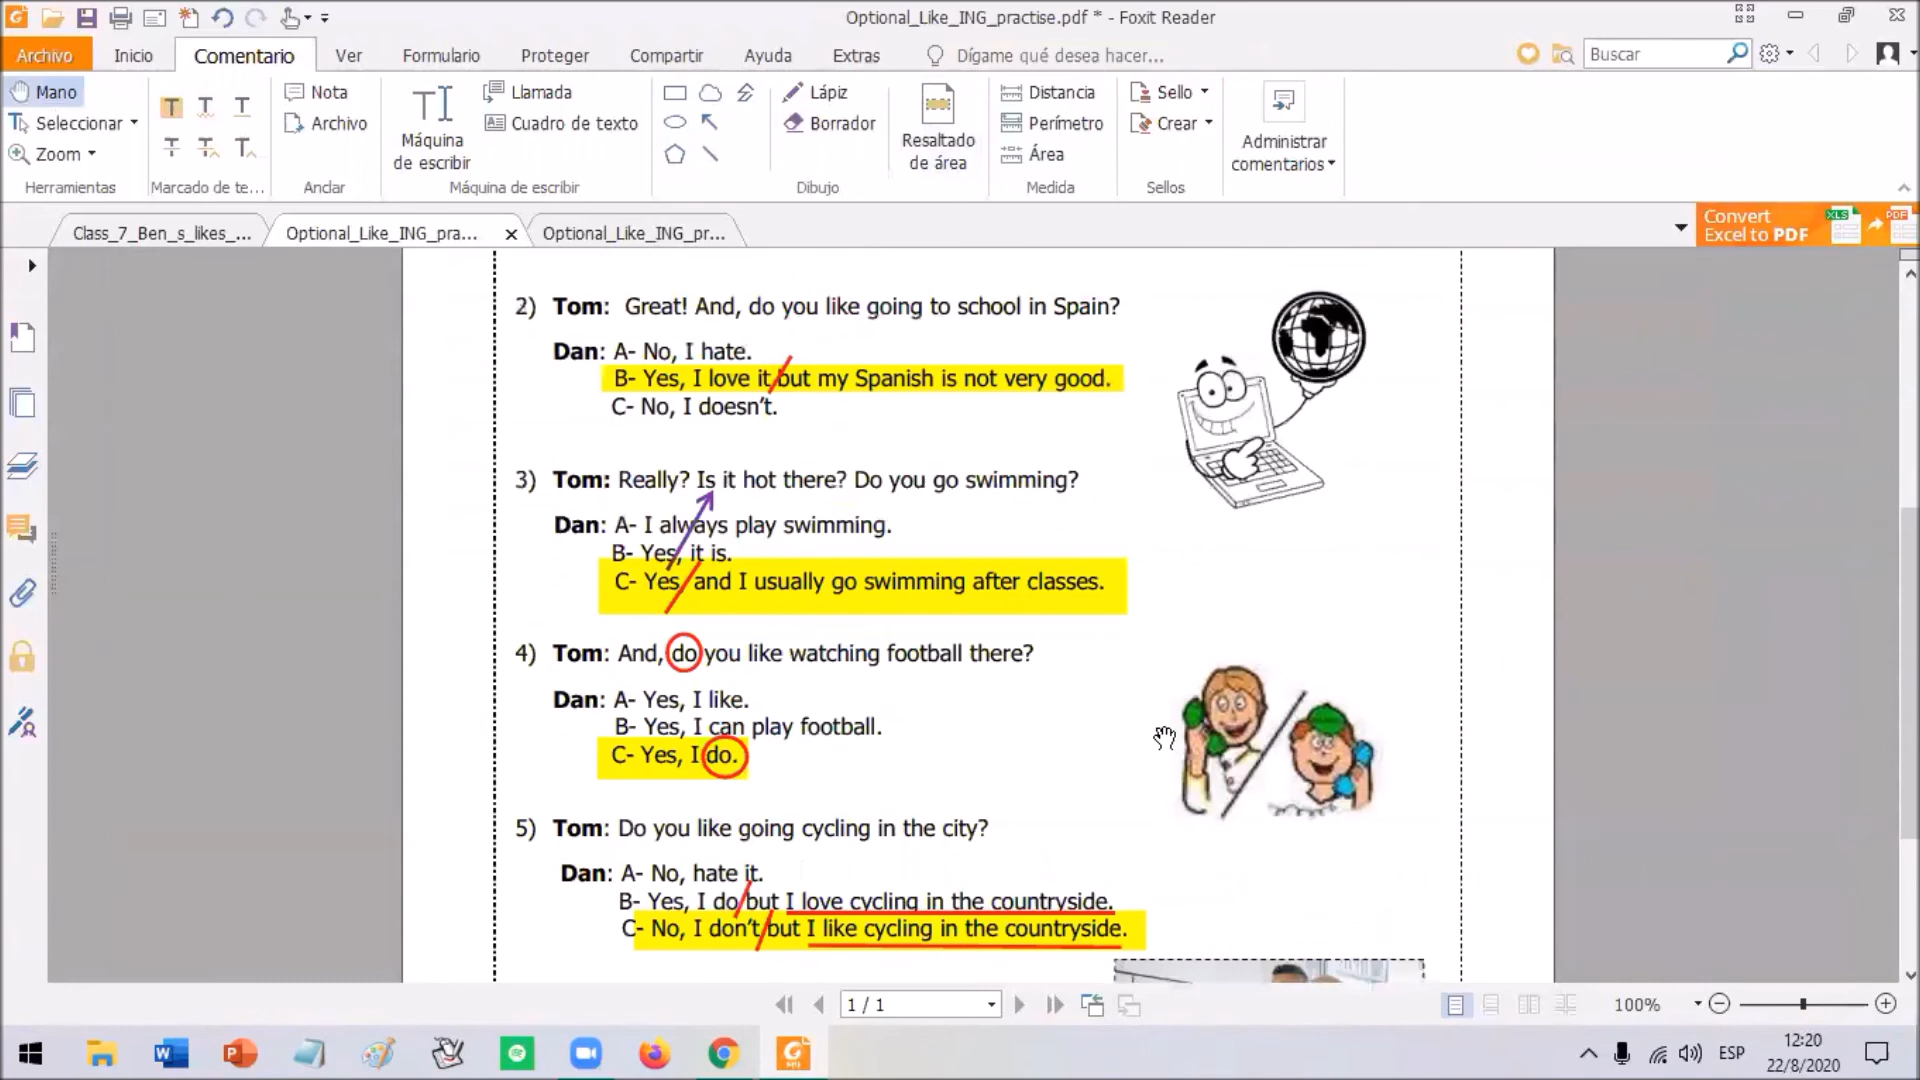 Optional_Like_ING_practise.pdf * - Foxit Reader
Archivo Inicio Comentario Ver Formulario Proteger Compartir Ayuda Extras Dígame qué desea hacer... Buscar
Mano
Seleccionar
Zoom
Herramientas
Marcado de te...
Nota
Archivo
Anclar
Máquina
de escribir
Llamada
Cuadro de texto
Máquina de escribir
Lápiz
Borrador
Dibujo
Resaltado
de área
Distancia
Perímetro
Área
Medida
Sello
Crear
Sellos
Administrar
comentarios
Class_7_Ben_s_likes_... Optional_Like_ING_pra... Optional_Like_ING_pr...
Convert
Excel to PDF
XLS PDF
2) Tom: Great! And, do you like going to school in Spain?
Dan: A- No, I hate.
B- Yes, I love it but my Spanish is not very good.
C- No, I doesn't.
3) Tom: Really? Is it hot there? Do you go swimming?
Dan: A- I always play swimming.
B- Yes, it is.
C- Yes, and I usually go swimming after classes.
4) Tom: And, do you like watching football there?
Dan: A- Yes, I like.
B- Yes, I can play football.
C- Yes, I do.
5) Tom: Do you like going cycling in the city?
Dan: A- No, hate it.
B- Yes, I do but I love cycling in the countryside.
C- No, I don't but I like cycling in the countryside.
1 / 1
100%
ESP
12:20
22/8/2020